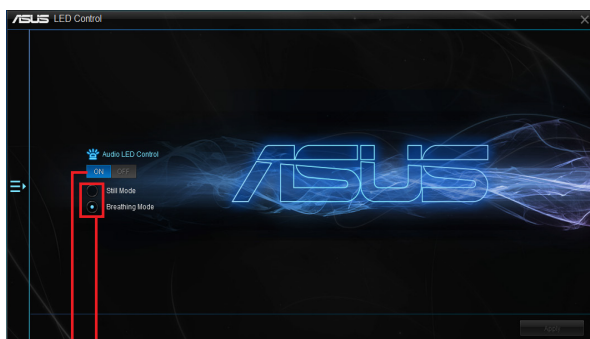 ASUS LED Control
Audio LED Control
ON OFF
Still Mode
Breathing Mode
ASUS
Apply